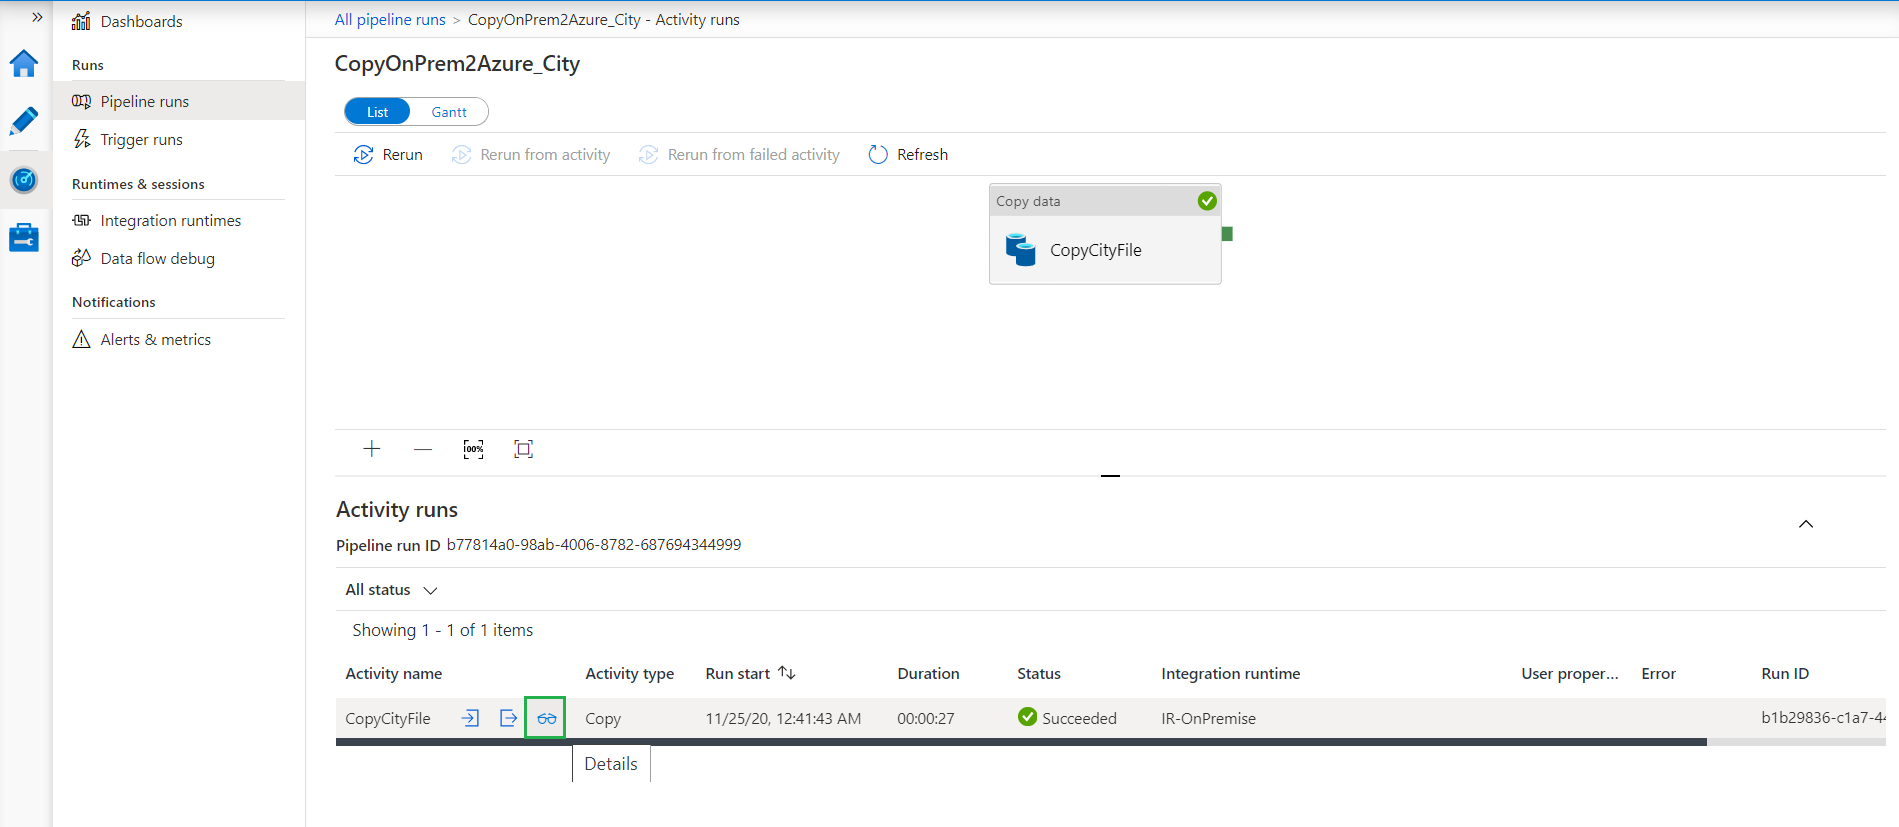 Dashboards
Runs
Pipeline runs
Trigger runs
Runtimes & sessions
Integration runtimes
Data flow debug
Notifications
Alerts & metrics
All pipeline runs > CopyOnPrem2Azure_City - Activity runs
CopyOnPrem2Azure_City
List Gantt
Rerun Rerun from activity Rerun from failed activity Refresh
Copy data
CopyCityFile
100%
Activity runs
Pipeline run ID b77814a0-98ab-4006-8782-687694344999
All status
Showing 1 - 1 of 1 items
Activity name Activity type Run start Duration Status Integration runtime User proper... Error Run ID
CopyCityFile Copy 11/25/20, 12:41:43 AM 00:00:27 Succeeded IR-OnPremise b1b29836-c1a7-44
Details